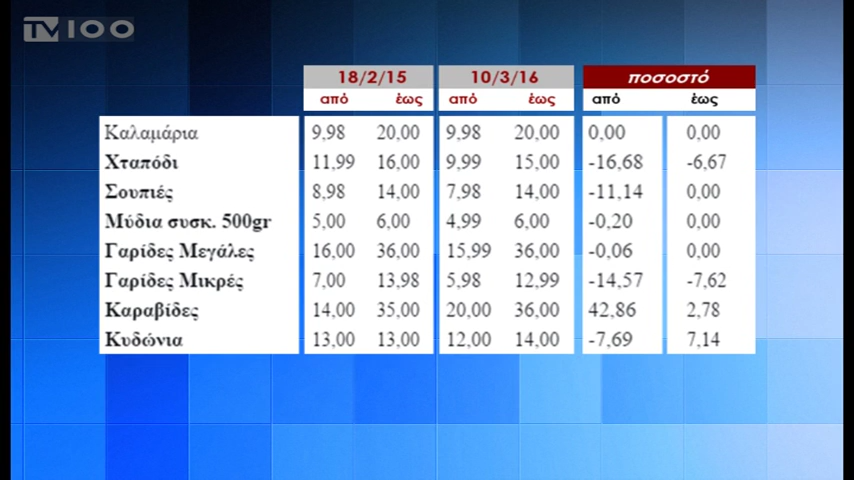 TV100
18/2/15 10/3/16 ποσοστό
από έως από έως από έως
Καλαμάρια 9,98 20,00 9,98 20,00 0,00 0,00
Χταπόδι 11,99 16,00 9,99 15,00 -16,68 -6,67
Σουπιές 8,98 14,00 7,98 14,00 -11,14 0,00
Μύδια συσκ. 500gr 5,00 6,00 4,99 6,00 -0,20 0,00
Γαρίδες Μεγάλες 16,00 36,00 15,99 36,00 -0,06 0,00
Γαρίδες Μικρές 7,00 13,98 5,98 12,99 -14,57 -7,62
Καραβίδες 14,00 35,00 20,00 36,00 42,86 2,78
Κυδώνια 13,00 13,00 12,00 14,00 -7,69 7,14